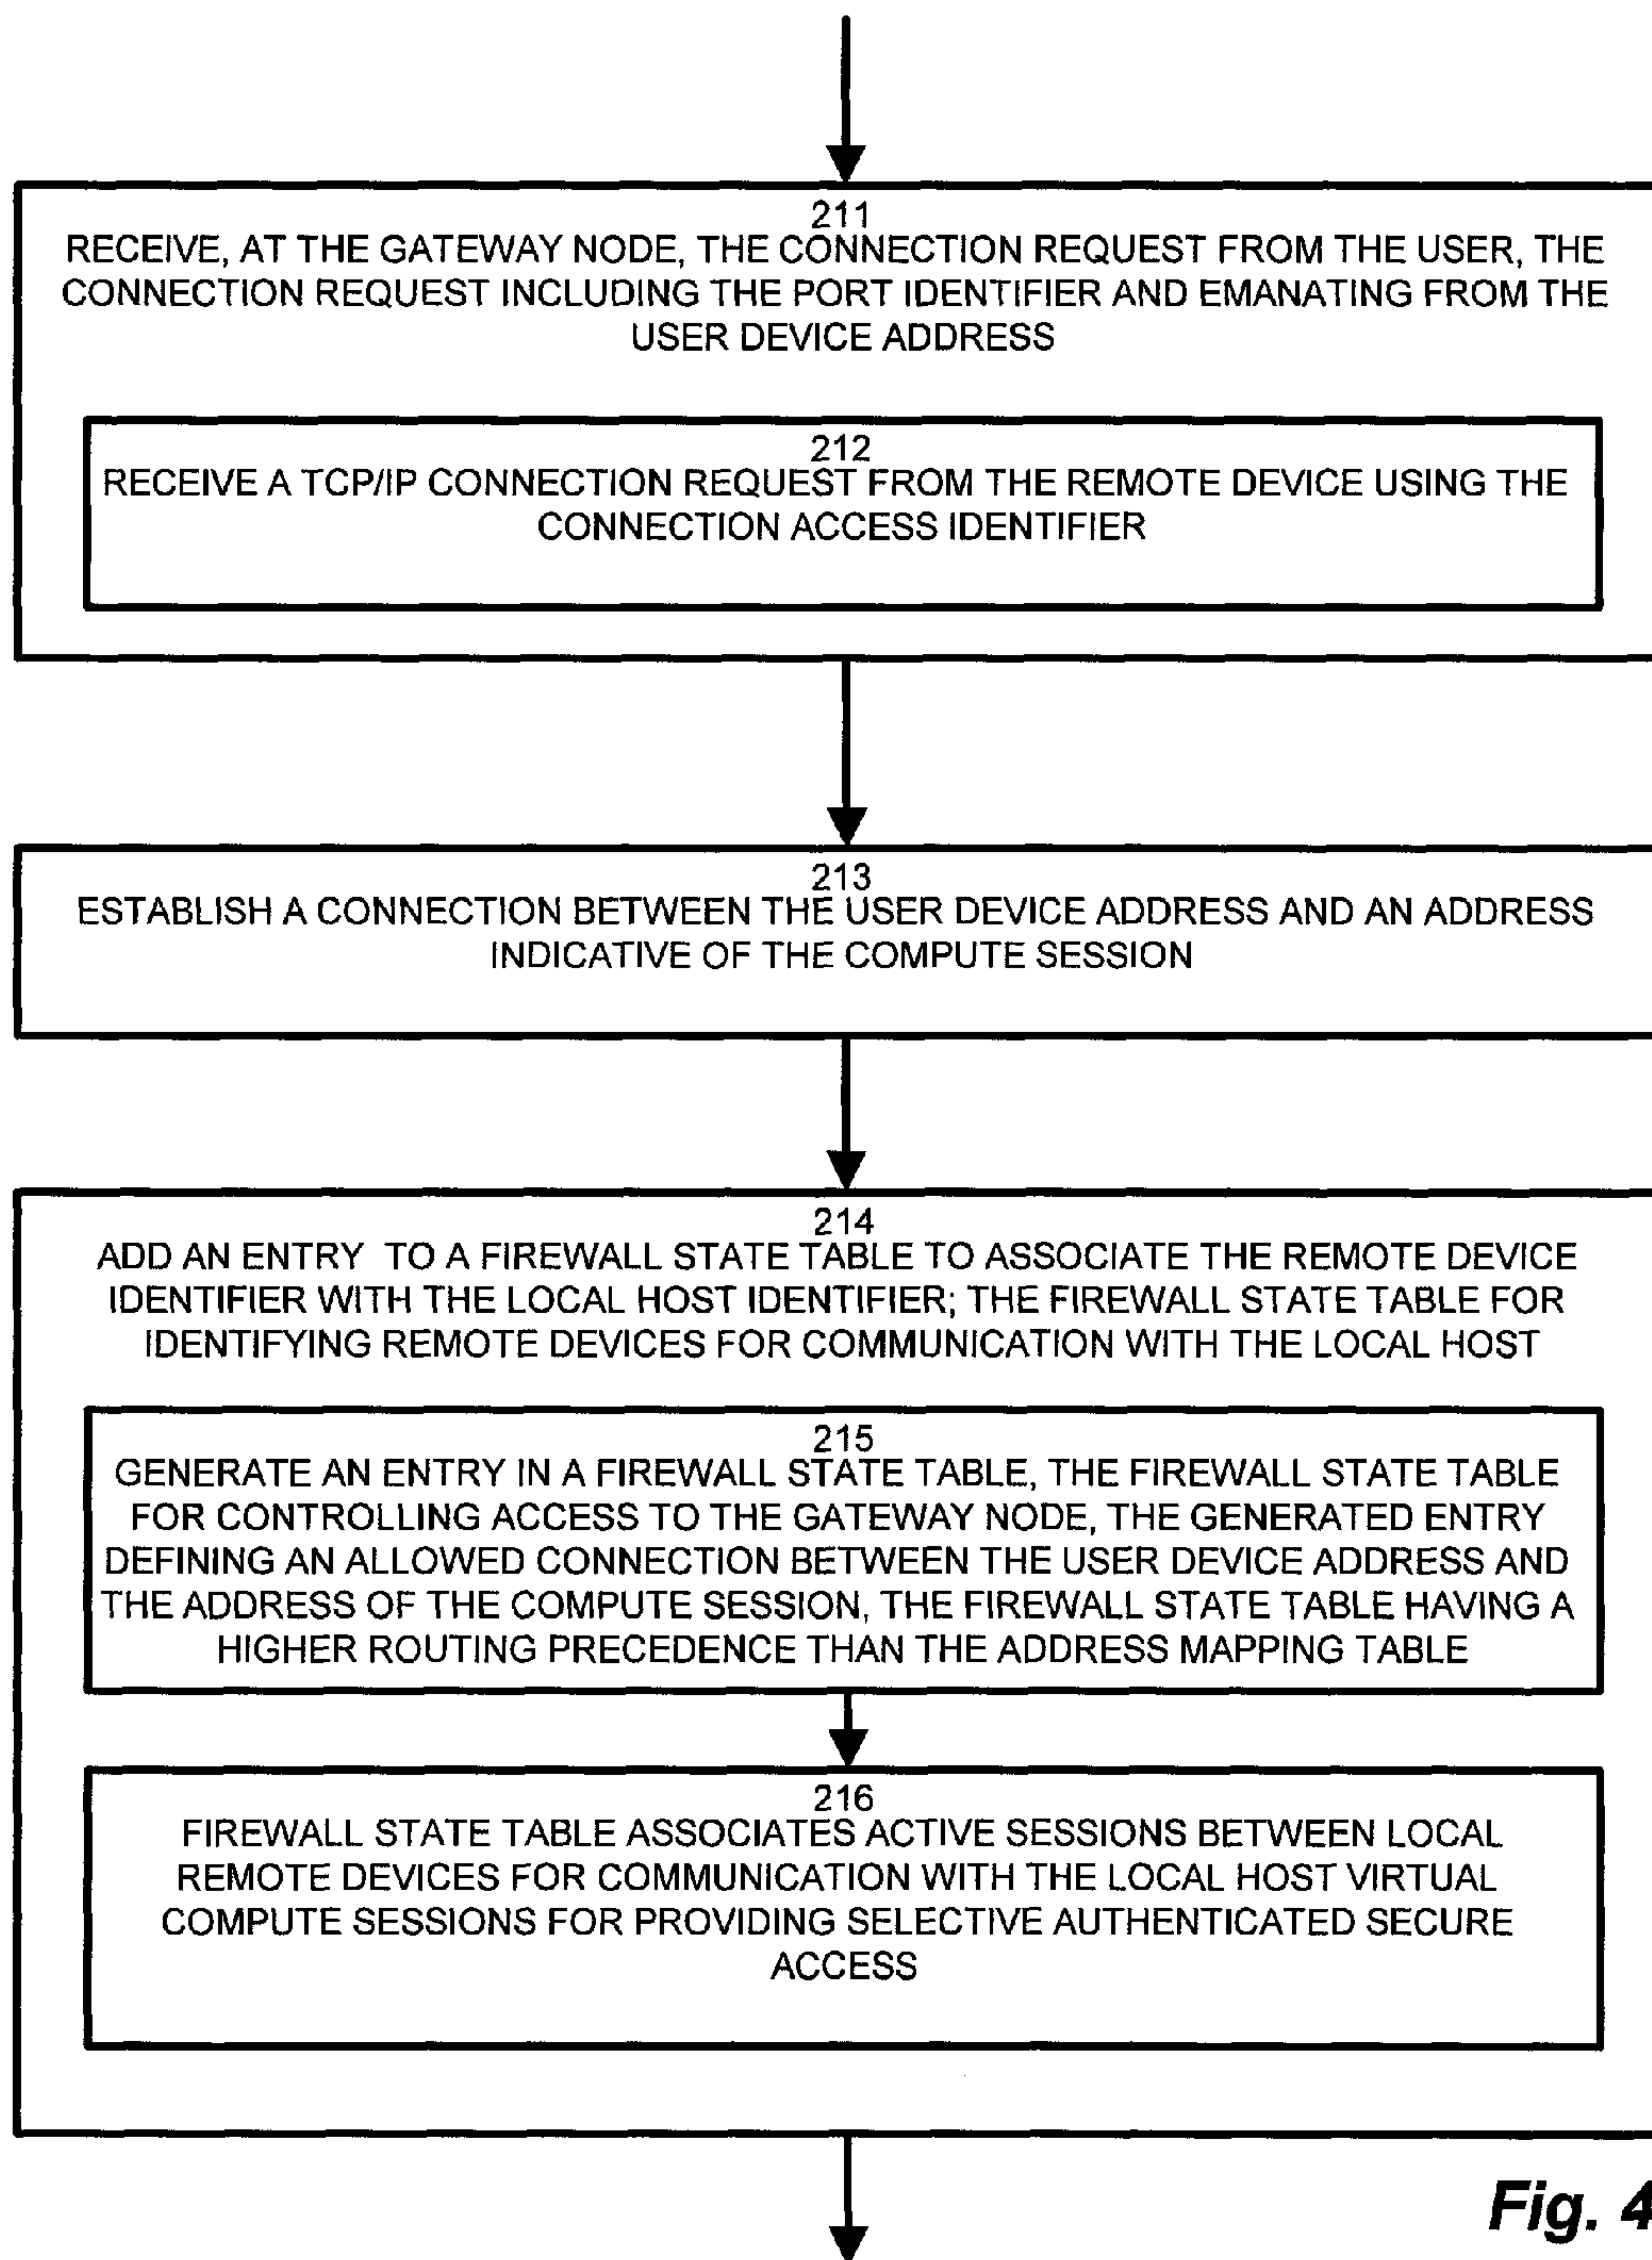 211
RECEIVE, AT THE GATEWAY NODE, THE CONNECTION REQUEST FROM THE USER, THE
CONNECTION REQUEST INCLUDING THE PORT IDENTIFIER AND EMANATING FROM THE
USER DEVICE ADDRESS
212
RECEIVE A TCP/IP CONNECTION REQUEST FROM THE REMOTE DEVICE USING THE
CONNECTION ACCESS IDENTIFIER
213
ESTABLISH A CONNECTION BETWEEN THE USER DEVICE ADDRESS AND AN ADDRESS
INDICATIVE OF THE COMPUTE SESSION
214
ADD AN ENTRY TO A FIREWALL STATE TABLE TO ASSOCIATE THE REMOTE DEVICE
IDENTIFIER WITH THE LOCAL HOST IDENTIFIER; THE FIREWALL STATE TABLE FOR
IDENTIFYING REMOTE DEVICES FOR COMMUNICATION WITH THE LOCAL HOST
215
GENERATE AN ENTRY IN A FIREWALL STATE TABLE, THE FIREWALL STATE TABLE
FOR CONTROLLING ACCESS TO THE GATEWAY NODE, THE GENERATED ENTRY
DEFINING AN ALLOWED CONNECTION BETWEEN THE USER DEVICE ADDRESS AND
THE ADDRESS OF THE COMPUTE SESSION, THE FIREWALL STATE TABLE HAVING A
HIGHER ROUTING PRECEDENCE THAN THE ADDRESS MAPPING TABLE
216
FIREWALL STATE TABLE ASSOCIATES ACTIVE SESSIONS BETWEEN LOCAL
REMOTE DEVICES FOR COMMUNICATION WITH THE LOCAL HOST VIRTUAL
COMPUTE SESSIONS FOR PROVIDING SELECTIVE AUTHENTICATED SECURE
ACCESS
Fig. 4